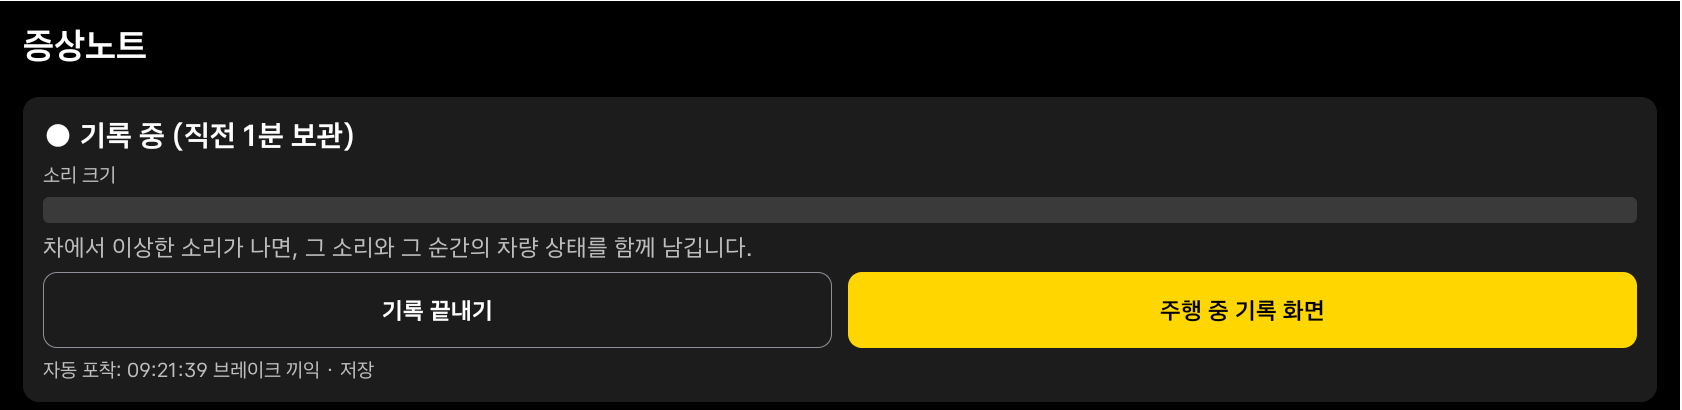 증상노트
기록 중 (직전 1분 보관)
소리 크기
차에서 이상한 소리가 나면, 그 소리와 그 순간의 차량 상태를 함께 남깁니다.
기록 끝내기
주행 중 기록 화면
자동 포착: 09:21:39 브레이크 끼익 · 저장